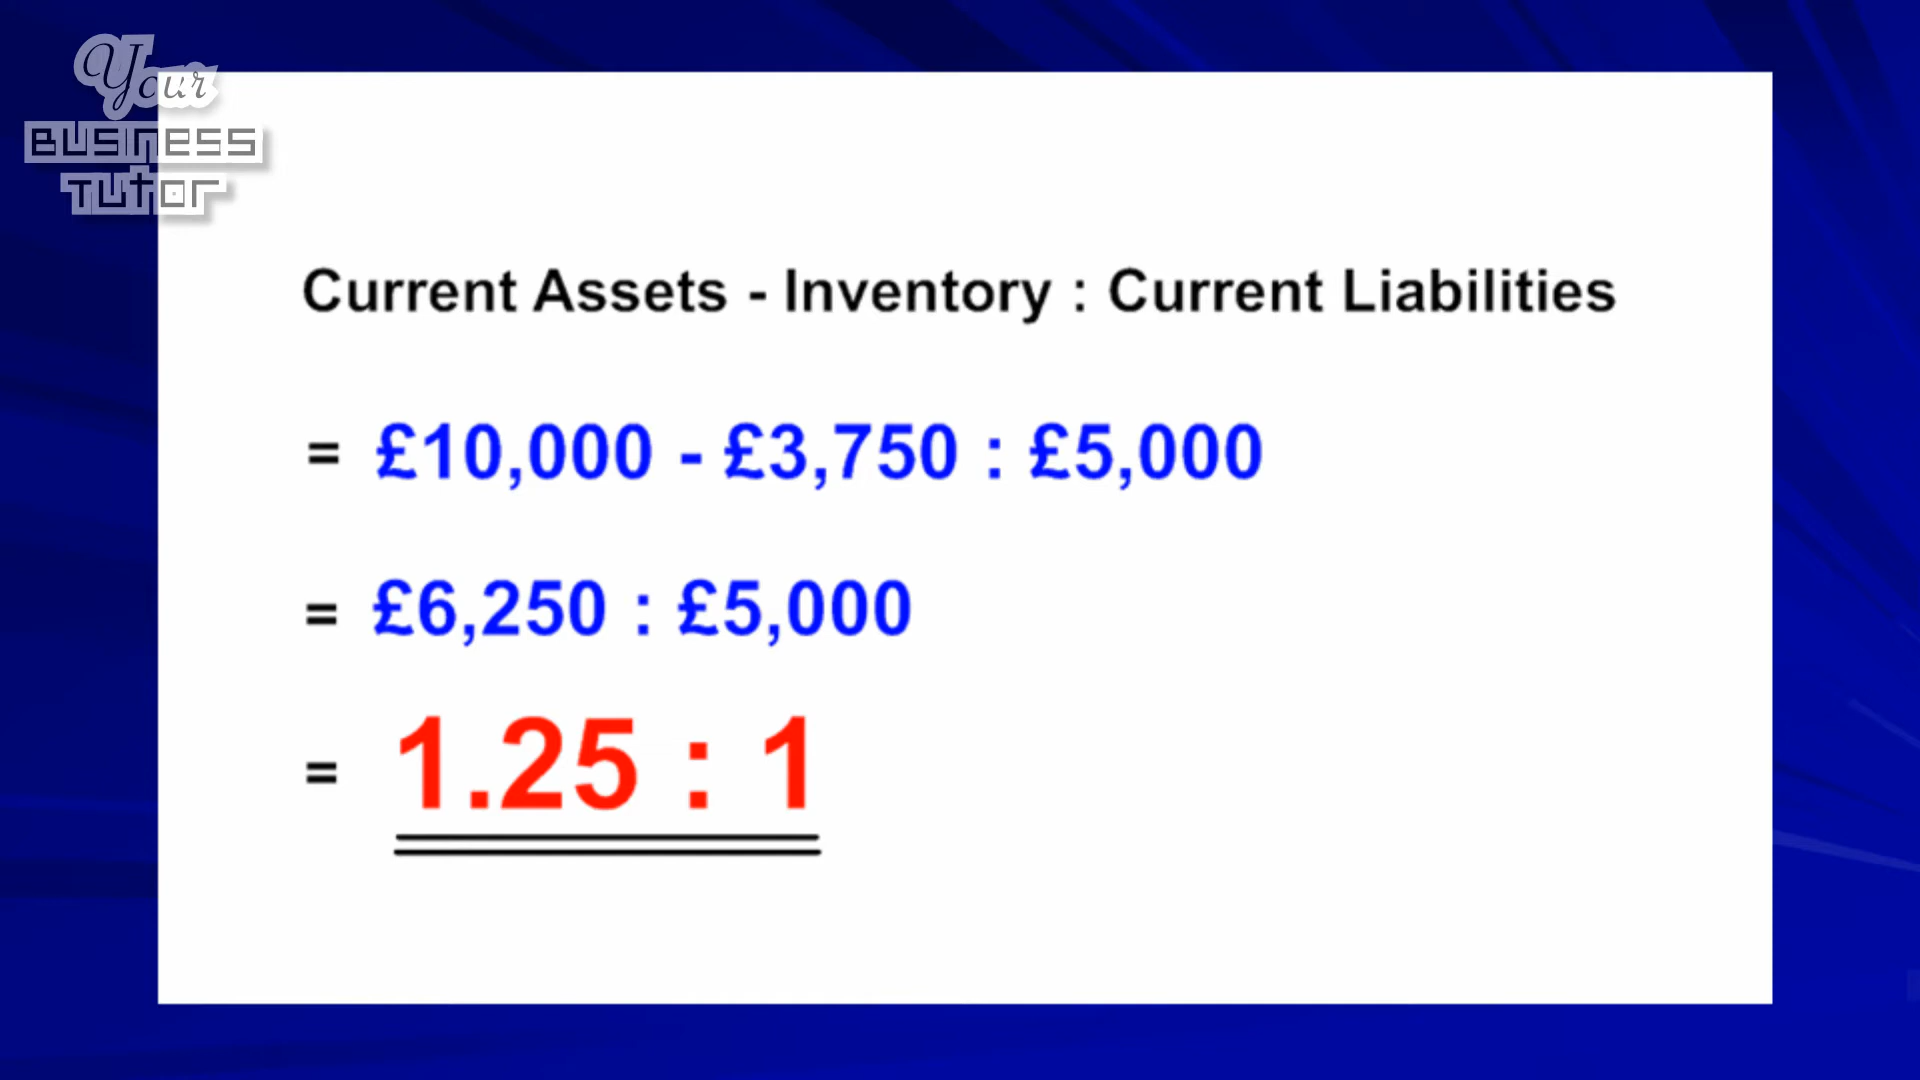 Your
BUSINESS
TUTOR
Current Assets - Inventory : Current Liabilities
= £10,000 - £3,750 : £5,000
= £6,250 : £5,000
= 1.25 : 1